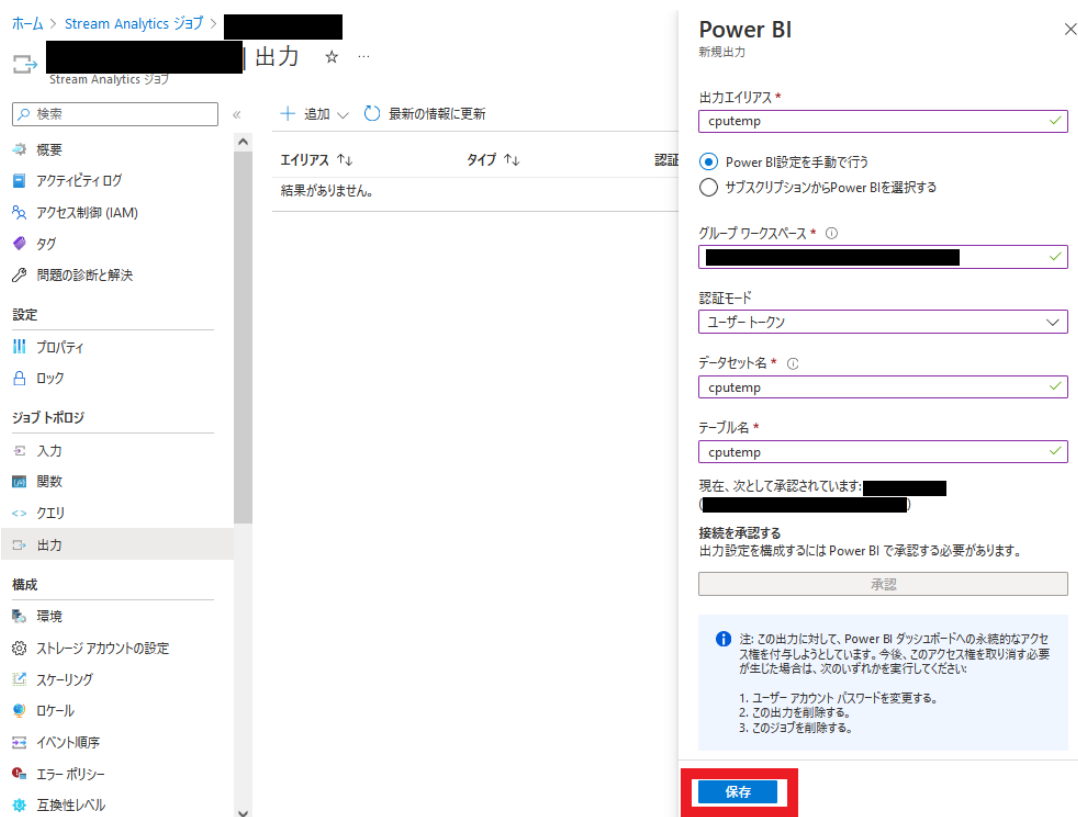 ホーム > Stream Analytics ジョブ >
| 出力 ☆ …
Stream Analytics ジョブ
検索
«
概要
アクティビティ ログ
アクセス制御 (IAM)
タグ
問題の診断と解決
設定
プロパティ
ロック
ジョブ トポロジ
入力
関数
クエリ
出力
構成
環境
ストレージ アカウントの設定
スケーリング
ロケール
イベント順序
エラー ポリシー
互換性レベル
+ 追加 最新の情報に更新
エイリアス ↑↓ タイプ ↑↓ 認証
結果がありません。
Power BI
新規出力
出力エイリアス *
cputemp
Power BI設定を手動で行う
サブスクリプションからPower BIを選択する
グループ ワークスペース *
認証モード
ユーザー トークン
データセット名 *
cputemp
テーブル名 *
cputemp
現在、次として承認されています:
( )
接続を承認する
出力設定を構成するには Power BI で承認する必要があります。
承認
注: この出力に対して、Power BI ダッシュボードへの永続的なアクセ
ス権を付与しようとしています。今後、このアクセス権を取り消す必要
が生じた場合は、次のいずれかを実行してください:
1. ユーザー アカウント パスワードを変更する。
2. この出力を削除する。
3. このジョブを削除する。
保存